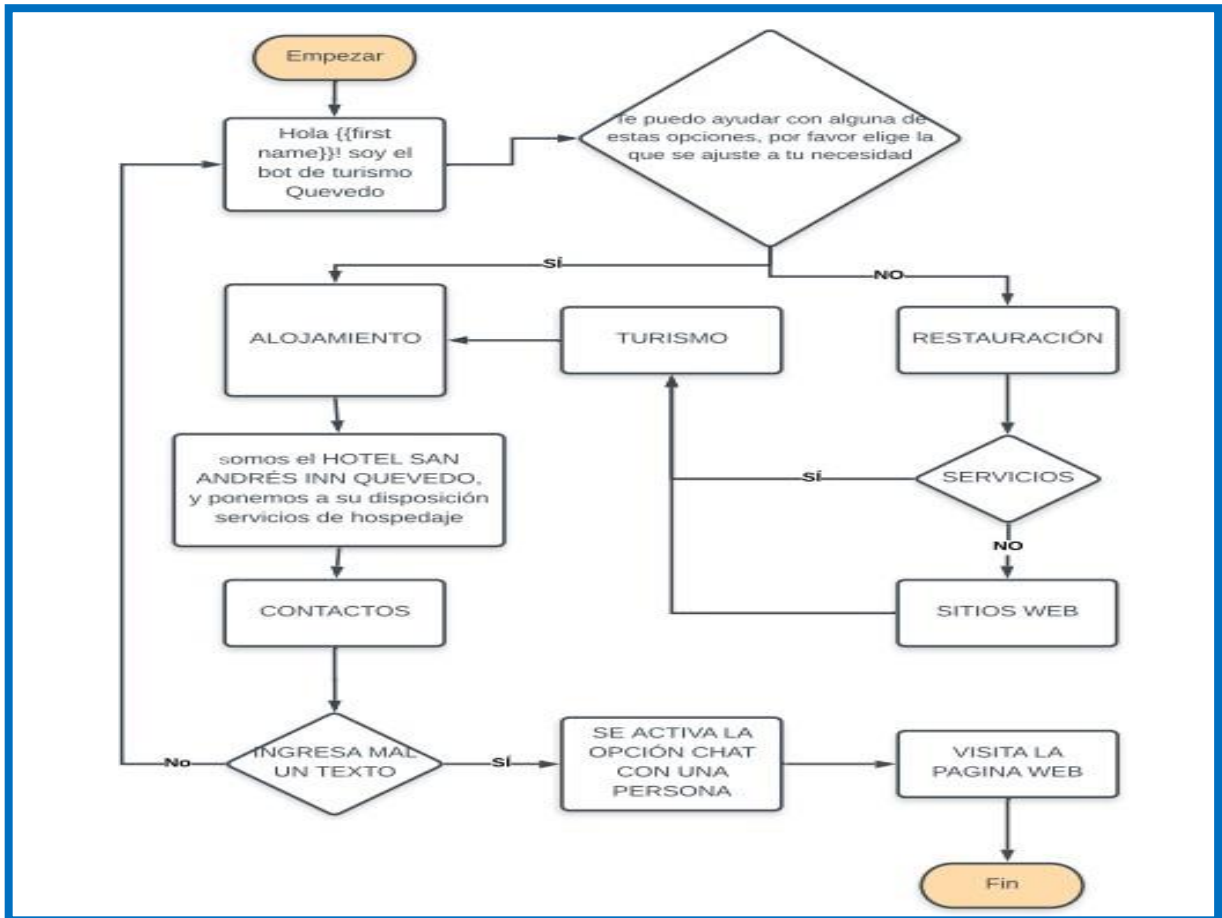 Empezar
Hola {{first
name}}! soy el
bot de turismo
Quevedo
Te puedo ayudar con alguna de
estas opciones, por favor elige la
que se ajuste a tu necesidad
SÍ
NO
ALOJAMIENTO
TURISMO
RESTAURACIÓN
somos el HOTEL SAN
ANDRÉS INN QUEVEDO,
y ponemos a su disposición
servicios de hospedaje
SÍ
SERVICIOS
NO
CONTACTOS
SITIOS WEB
INGRESA MAL
UN TEXTO
No
SÍ
SE ACTIVA LA
OPCIÓN CHAT
CON UNA
PERSONA
VISITA LA
PAGINA WEB
Fin